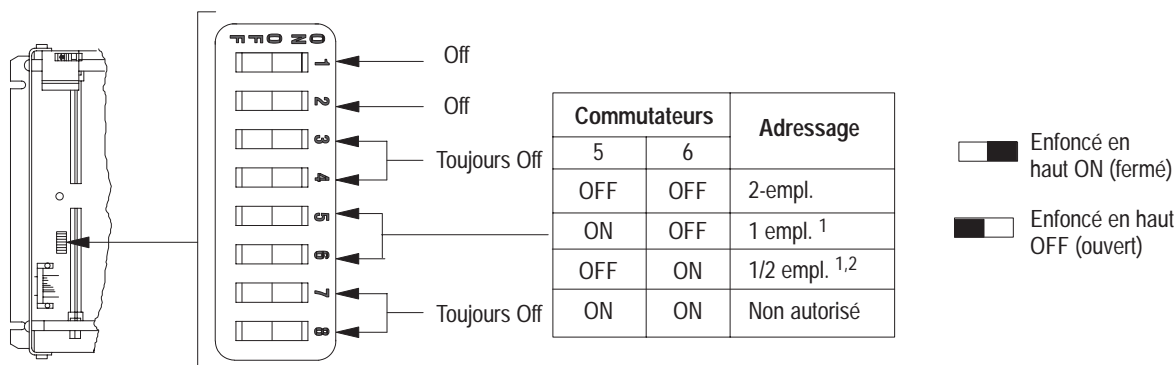 ON OFF
1
2
3
4
5
6
7
8
Off
Off
Toujours Off
Toujours Off
Commutateurs Adressage
5 6
OFF OFF 2-empl.
ON OFF 1 empl. 1
OFF ON 1/2 empl. 1,2
ON ON Non autorisé
Enfoncé en
haut ON (fermé)
Enfoncé en haut
OFF (ouvert)